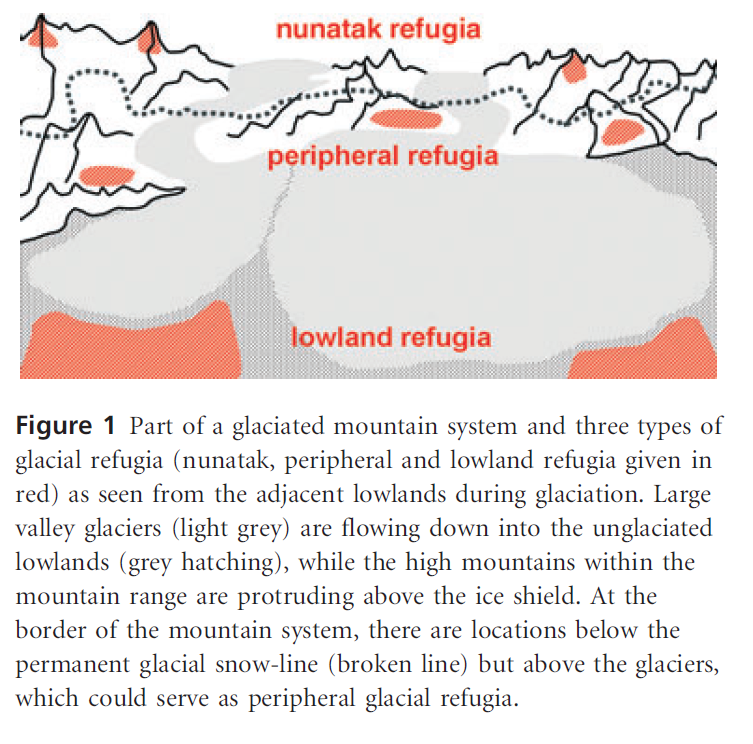 nunatak refugia
peripheral refugia
lowland refugia
Figure 1 Part of a glaciated mountain system and three types of
glacial refugia (nunatak, peripheral and lowland refugia given in
red) as seen from the adjacent lowlands during glaciation. Large
valley glaciers (light grey) are flowing down into the unglaciated
lowlands (grey hatching), while the high mountains within the
mountain range are protruding above the ice shield. At the
border of the mountain system, there are locations below the
permanent glacial snow-line (broken line) but above the glaciers,
which could serve as peripheral glacial refugia.